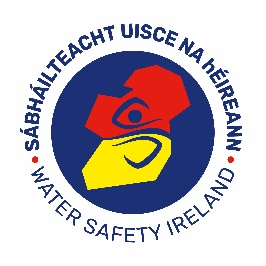 SÁBHÁILTEACHT UISCE NA hÉIREANN
WATER SAFETY IRELAND